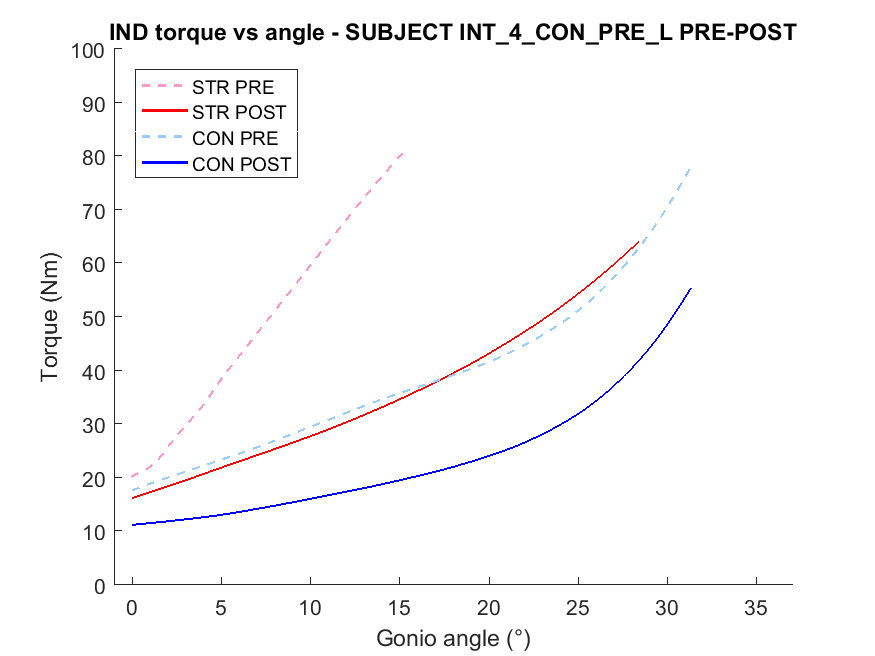 IND torque vs angle - SUBJECT INT_4_CON_PRE_L PRE-POST
100
90
80
70
60
50
40
30
20
10
0
STR PRE
STR POST
CON PRE
CON POST
Torque (Nm)
0 5 10 15 20 25 30 35
Gonio angle (°)